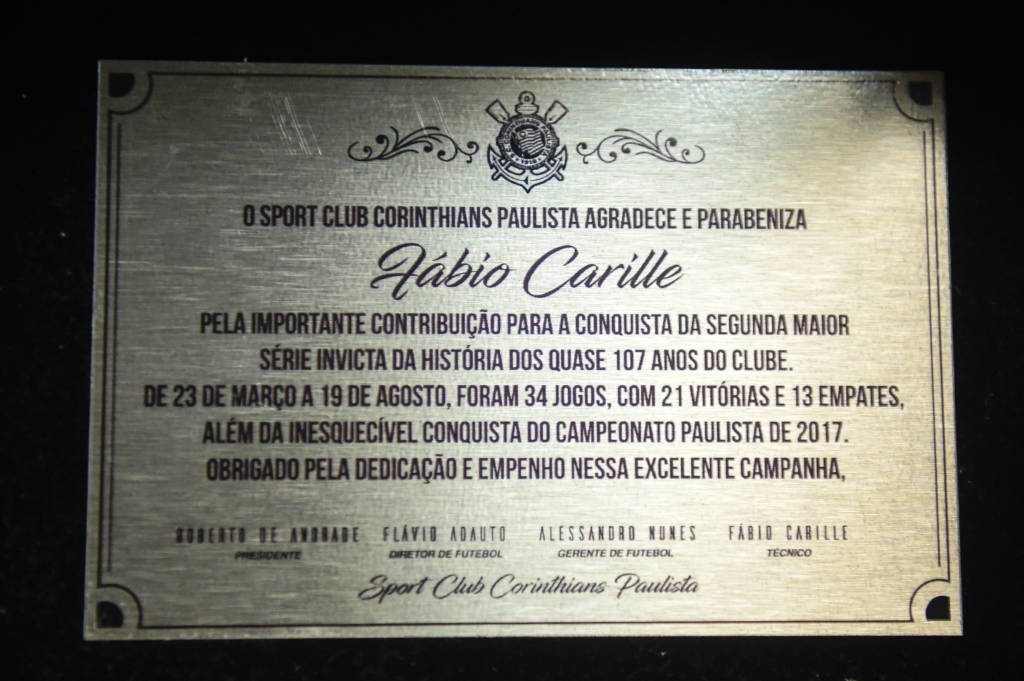 O SPORT CLUB CORINTHIANS PAULISTA AGRADECE E PARABENIZA
Fábio Carille
PELA IMPORTANTE CONTRIBUIÇÃO PARA A CONQUISTA DA SEGUNDA MAIOR
SÉRIE INVICTA DA HISTÓRIA DOS QUASE 107 ANOS DO CLUBE.
DE 23 DE MARÇO A 19 DE AGOSTO, FORAM 34 JOGOS, COM 21 VITÓRIAS E 13 EMPATES,
ALÉM DA INESQUECÍVEL CONQUISTA DO CAMPEONATO PAULISTA DE 2017.
OBRIGADO PELA DEDICAÇÃO E EMPENHO NESSA EXCELENTE CAMPANHA,
ROBERTO DE ANDRADE FLÁVIO ADAUTO ALESSANDRO NUNES FÁBIO CARILLE
PRESIDENTE DIRETOR DE FUTEBOL GERENTE DE FUTEBOL TÉCNICO
Sport Club Corinthians Paulista